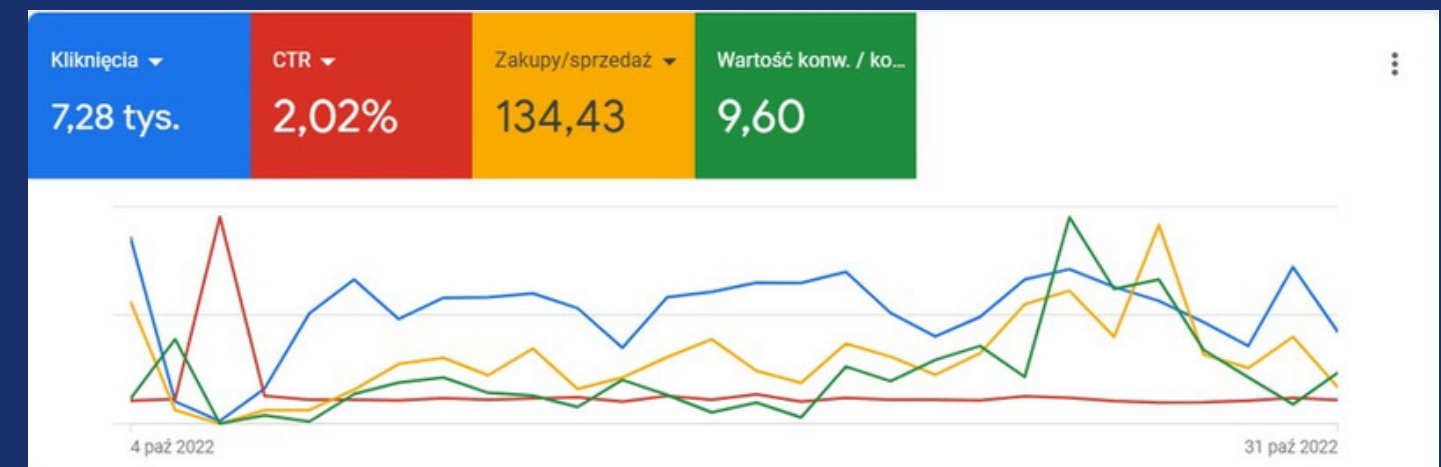 Kliknięcia
7,28 tys.
CTR
2,02%
Zakupy/sprzedaż
134,43
Wartość konw. / ko...
9,60
4 paź 2022
31 paź 2022